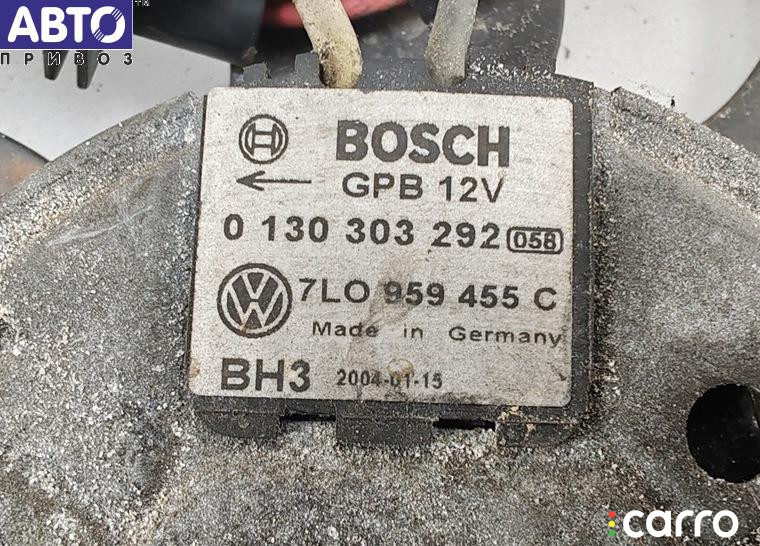 АВТО
ПРИВОЗ
TM
BOSCH
GPB 12V
0 130 303 292 058
7LO 959 455 C
Made in Germany
BH3 2004-01-15
carro